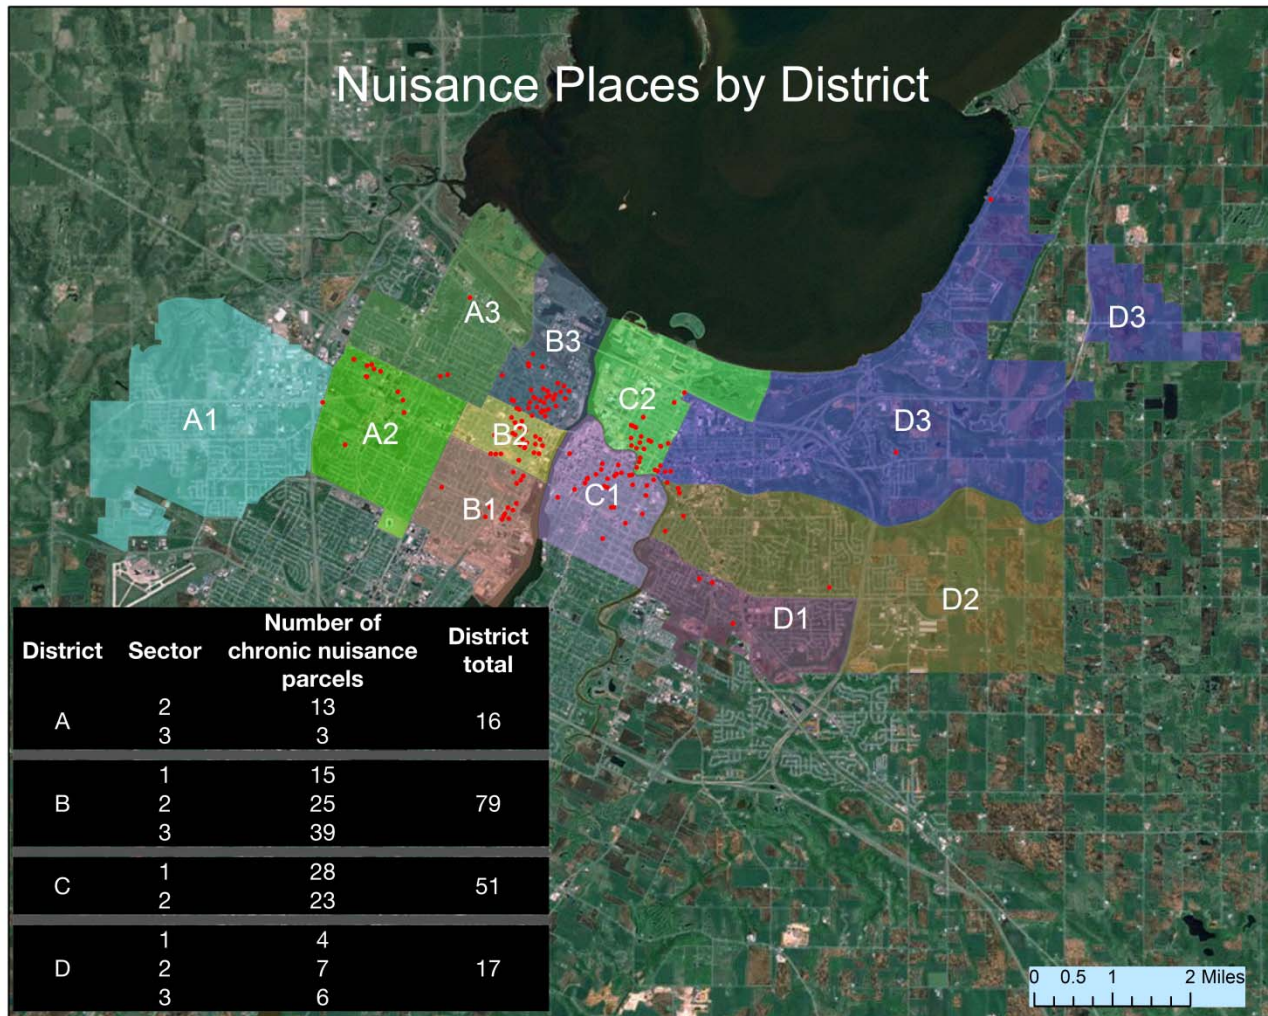 Nuisance Places by District
A3
B3
D3
A1
A2
C2
B2
D3
B1
C1
D2
D1
District Sector Number of chronic nuisance parcels District total
A 2 13 16
3 3
B 1 15 79
2 25
3 39
C 1 28 51
2 23
D 1 4 17
2 7
3 6
0 0.5 1 2 Miles